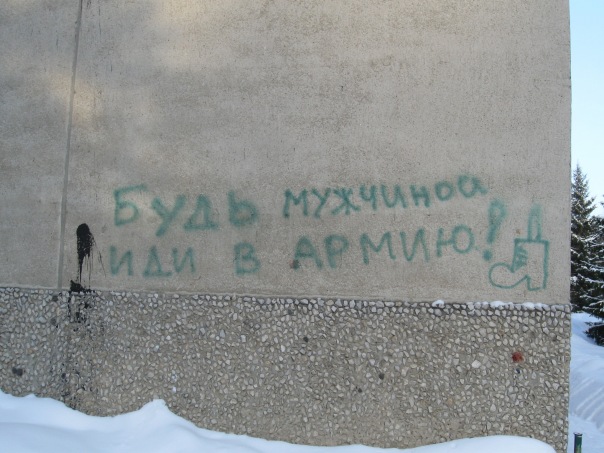 Будь мужчиной
иди в армию!